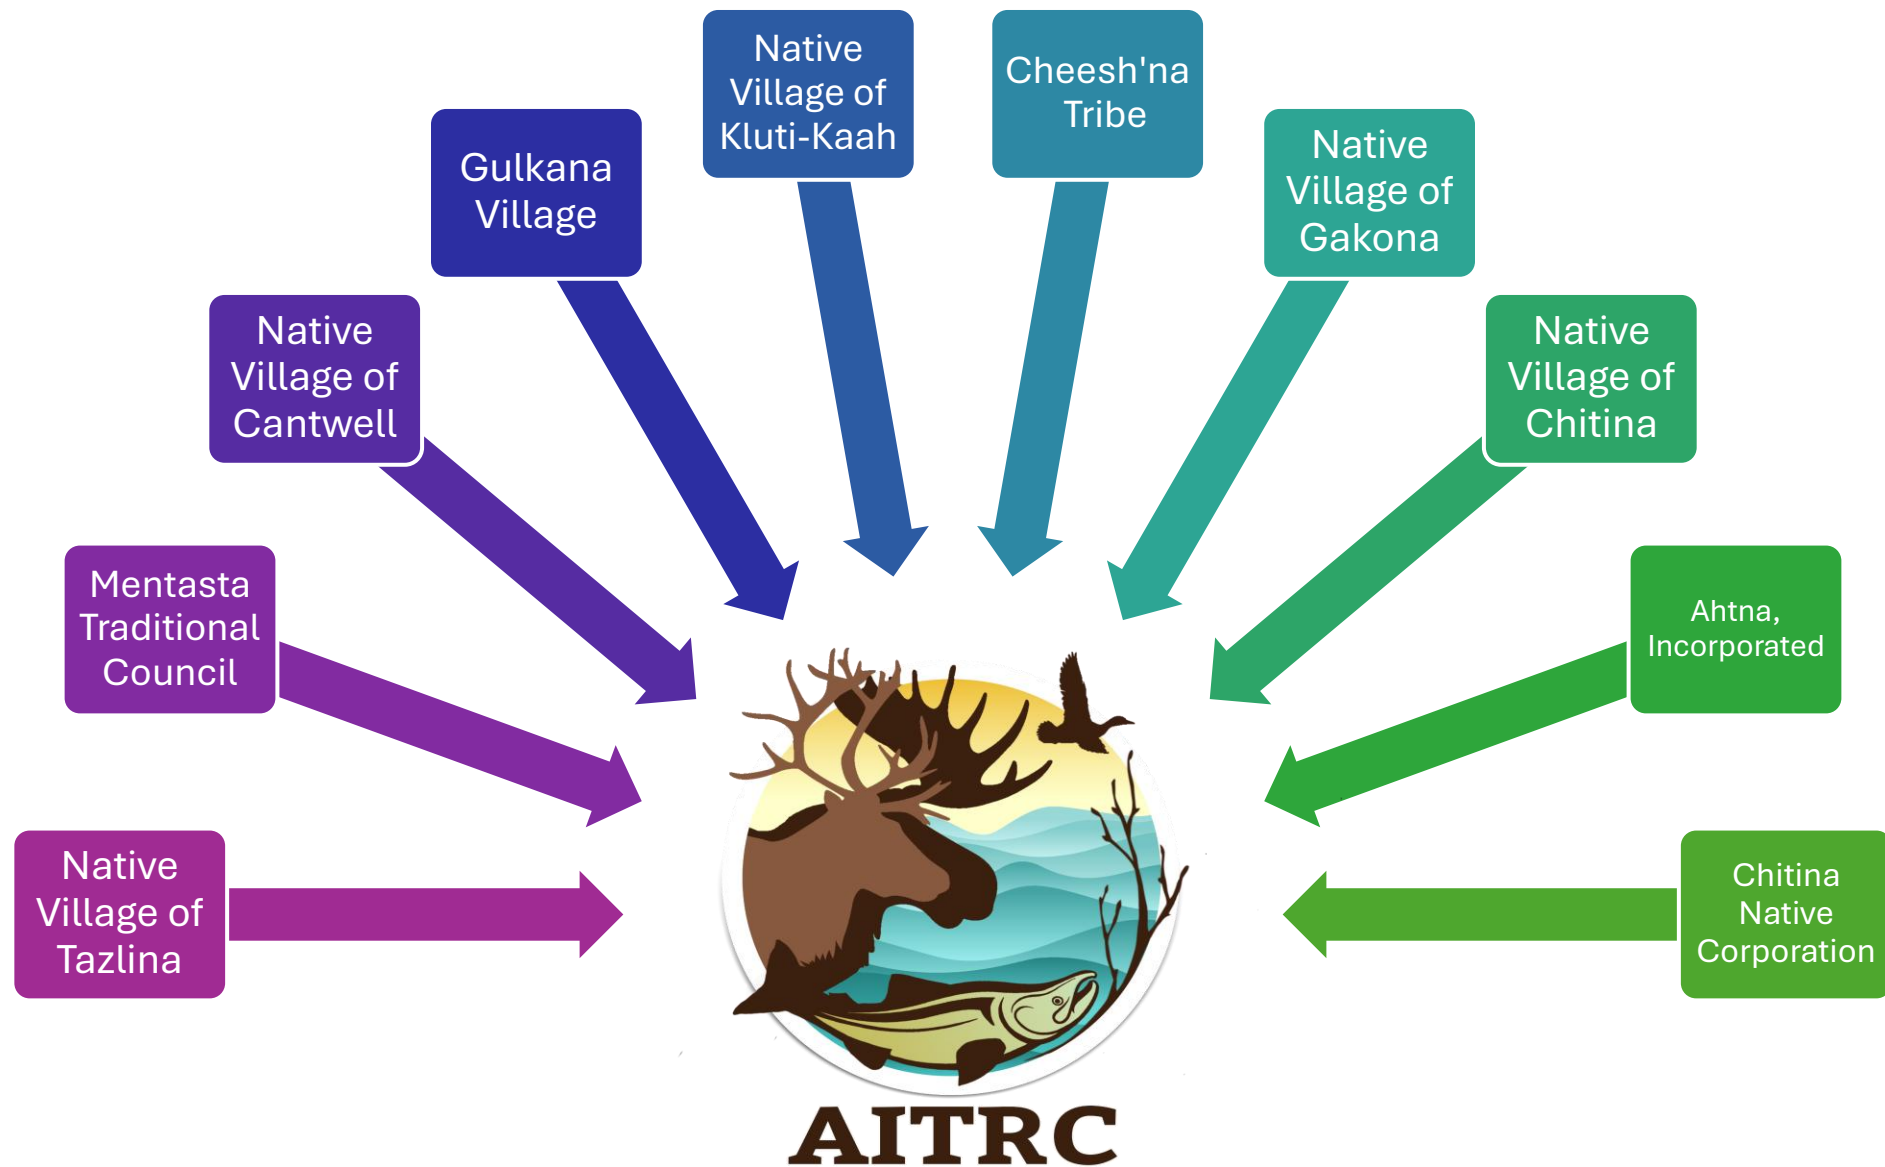 Native
Village of
Kluti-Kaah
Cheesh'na
Tribe
Gulkana
Village
Native
Village of
Gakona
Native
Village of
Cantwell
Native
Village of
Chitina
Mentasta
Traditional
Council
Ahtna,
Incorporated
Native
Village of
Tazlina
Chitina
Native
Corporation
AITRC